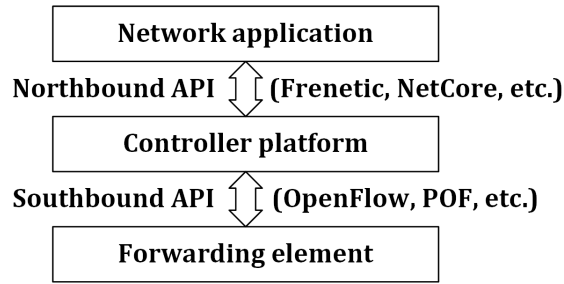 Network application
Northbound API (Frenetic, NetCore, etc.)
Controller platform
Southbound API (OpenFlow, POF, etc.)
Forwarding element